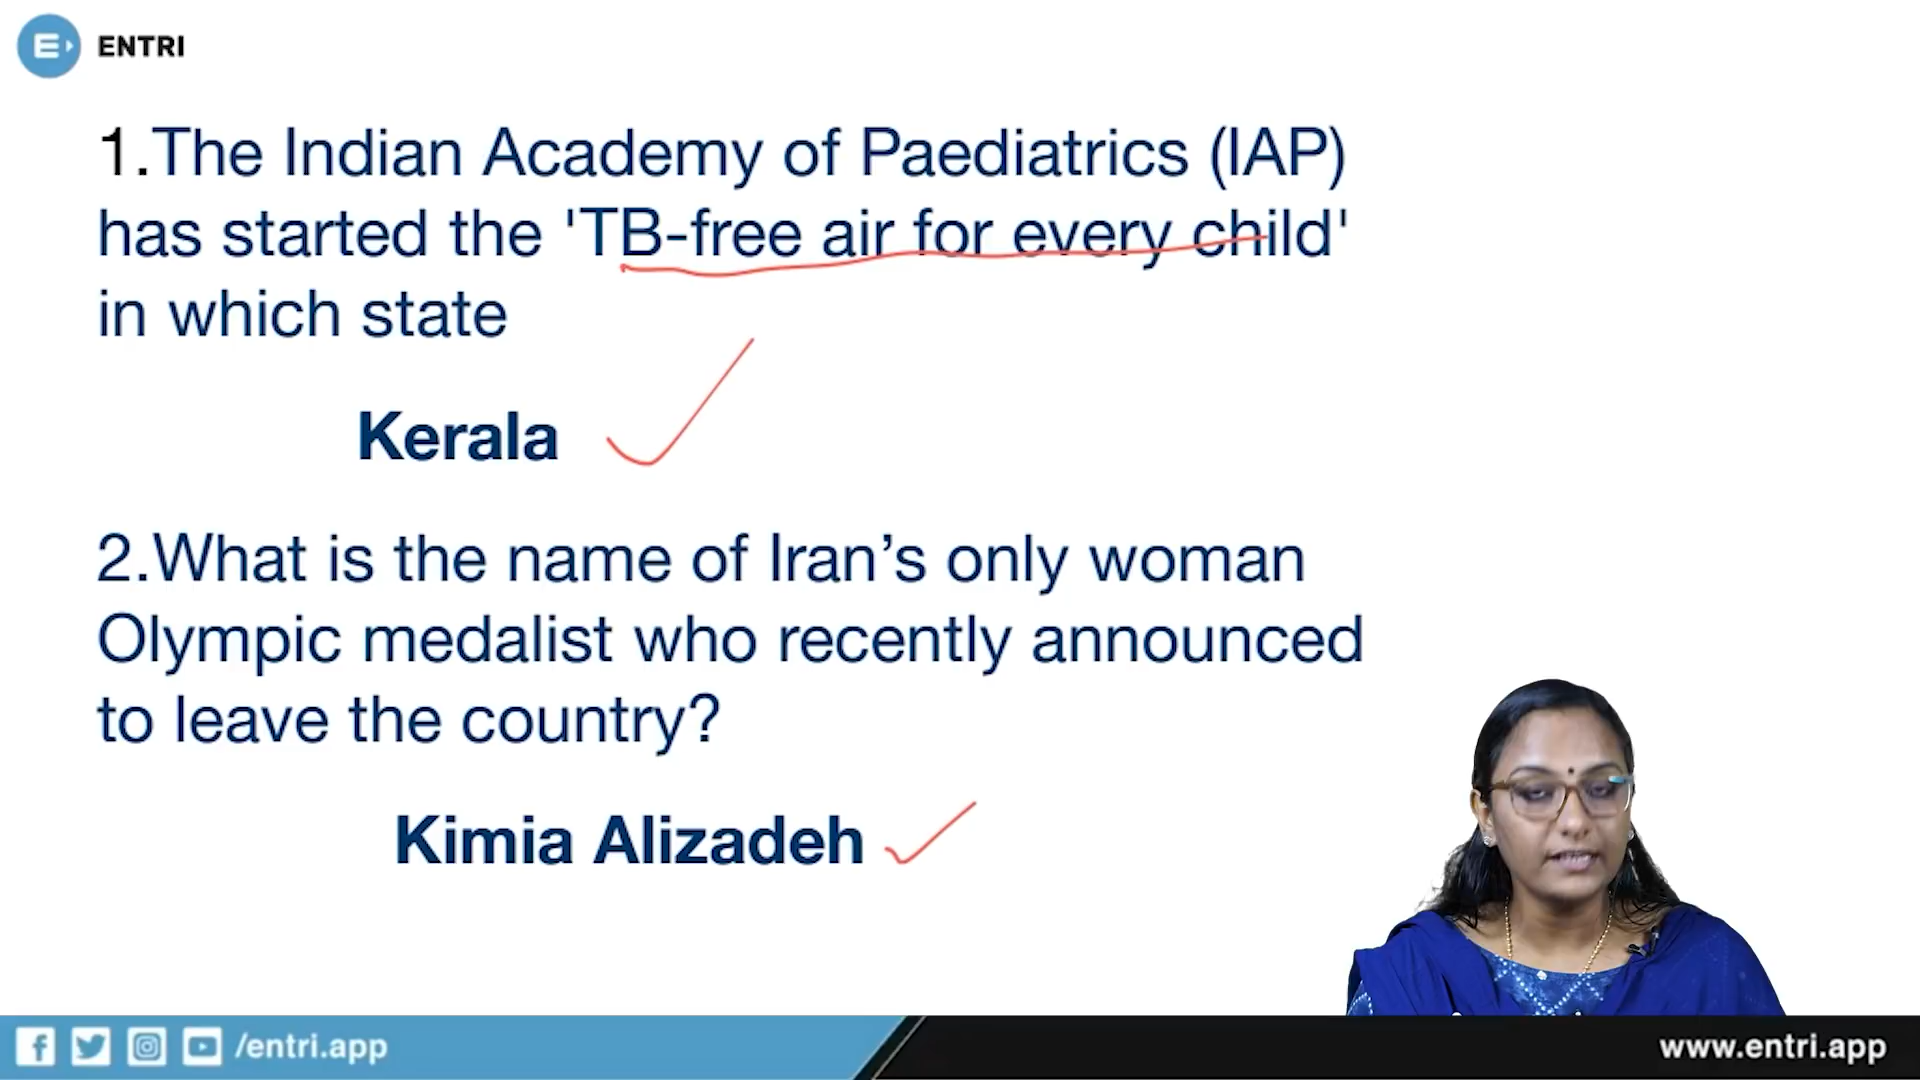 ENTRI
1.The Indian Academy of Paediatrics (IAP)
has started the 'TB-free air for every child'
in which state
Kerala
2.What is the name of Iran’s only woman
Olympic medalist who recently announced
to leave the country?
Kimia Alizadeh
/entri.app
www.entri.app